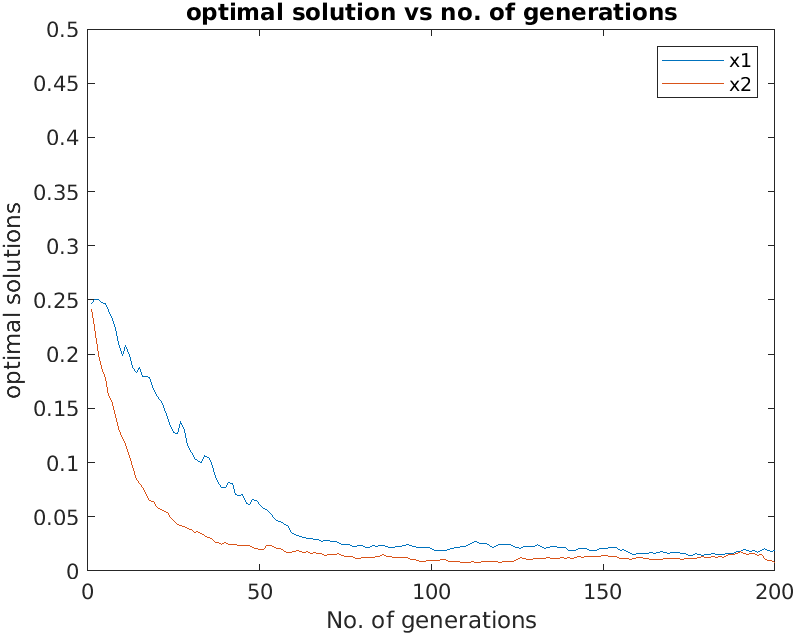 optimal solution vs no. of generations
x1
x2
optimal solutions
0.5
0.45
0.4
0.35
0.3
0.25
0.2
0.15
0.1
0.05
0
0 50 100 150 200
No. of generations